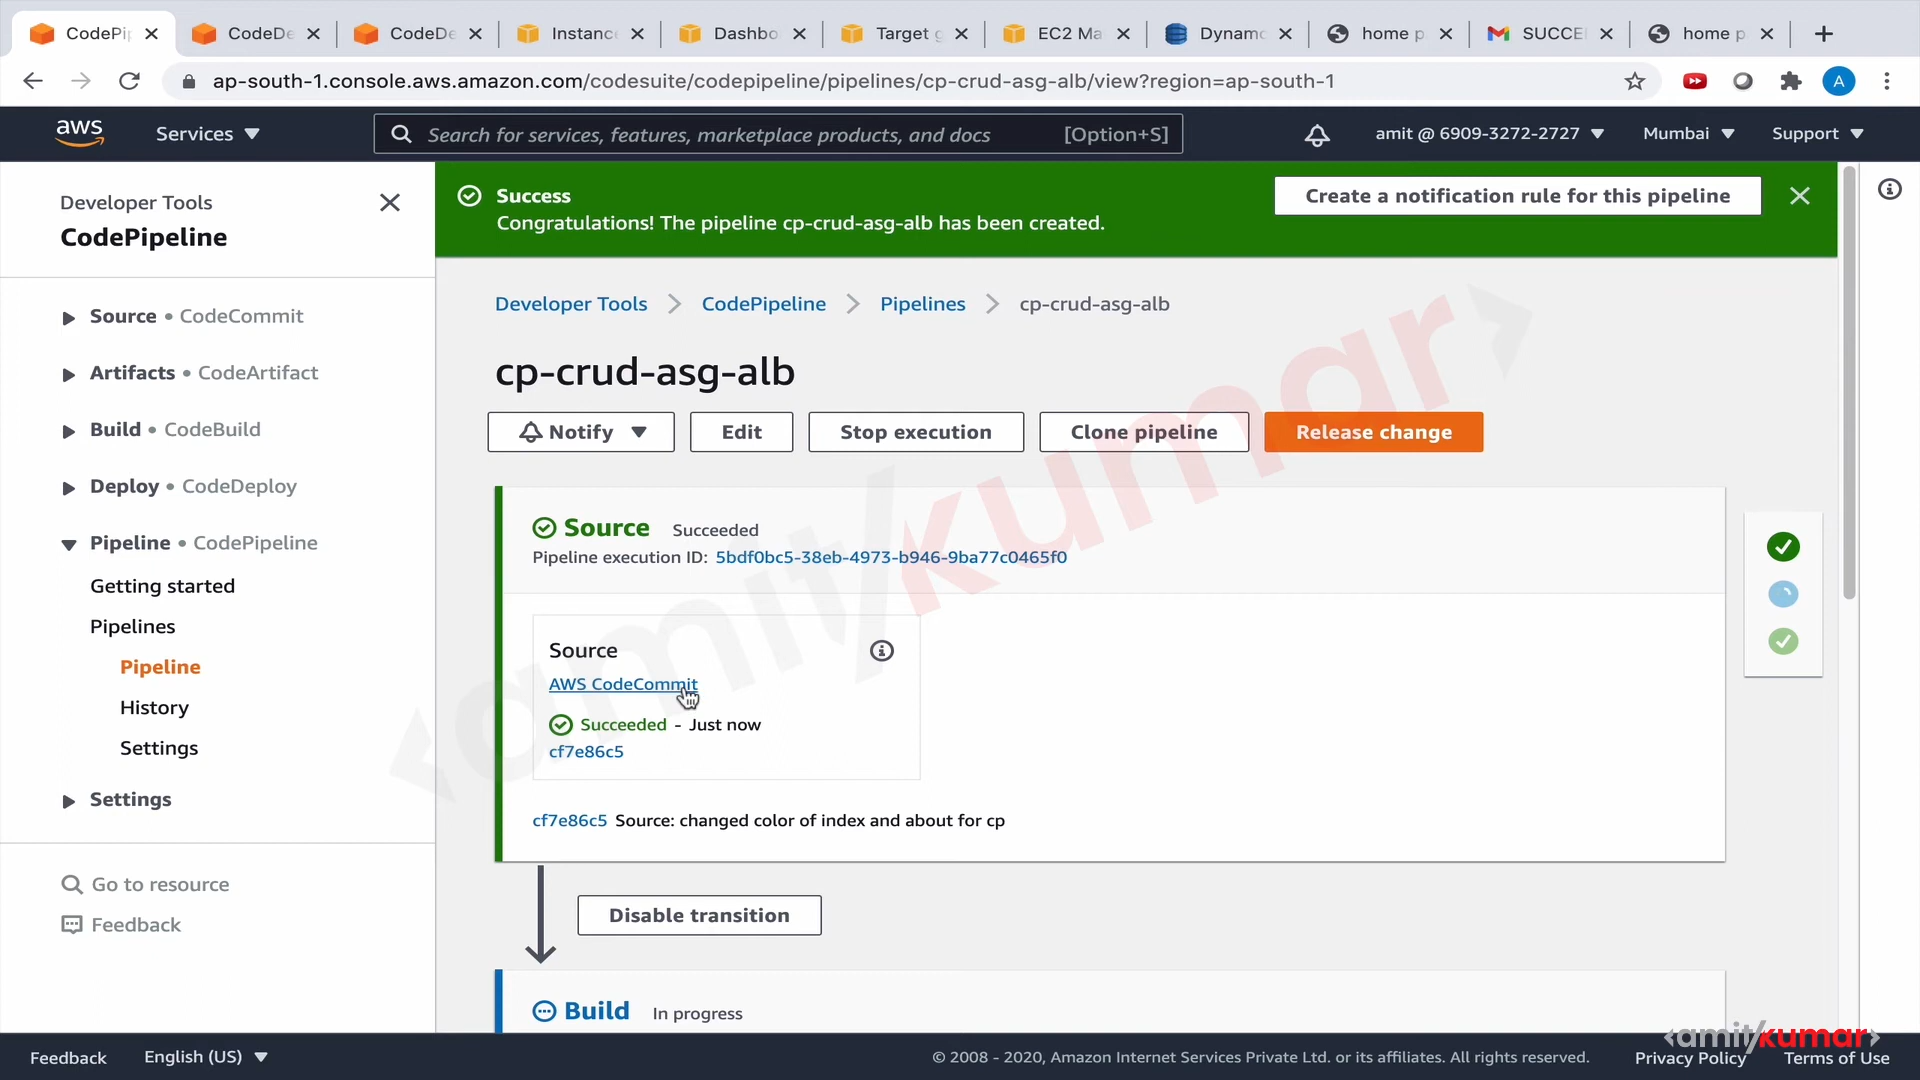 CodePip
CodeDe
CodeDe
Instance
Dashbo
Target g
EC2 Ma
Dynam
home p
SUCCE
home p
ap-south-1.console.aws.amazon.com/codesuite/codepipeline/pipelines/cp-crud-asg-alb/view?region=ap-south-1
A
aws
Services
Search for services, features, marketplace products, and docs
[Option+S]
amit @ 6909-3272-2727
Mumbai
Support
Developer Tools
CodePipeline
Source • CodeCommit
Artifacts • CodeArtifact
Build • CodeBuild
Deploy • CodeDeploy
Pipeline • CodePipeline
Getting started
Pipelines
Pipeline
History
Settings
Settings
Go to resource
Feedback
Success
Congratulations! The pipeline cp-crud-asg-alb has been created.
Create a notification rule for this pipeline
Developer Tools
CodePipeline
Pipelines
cp-crud-asg-alb
cp-crud-asg-alb
Notify
Edit
Stop execution
Clone pipeline
Release change
Source Succeeded
Pipeline execution ID: 5bdf0bc5-38eb-4973-b946-9ba77c0465f0
Source
AWS CodeCommit
Succeeded - Just now
cf7e86c5
cf7e86c5 Source: changed color of index and about for cp
Disable transition
Build In progress
<amit/kumar>
<amit/kumar>
Feedback
English (US)
© 2008 - 2020, Amazon Internet Services Private Ltd. or its affiliates. All rights reserved.
Privacy Policy
Terms of Use